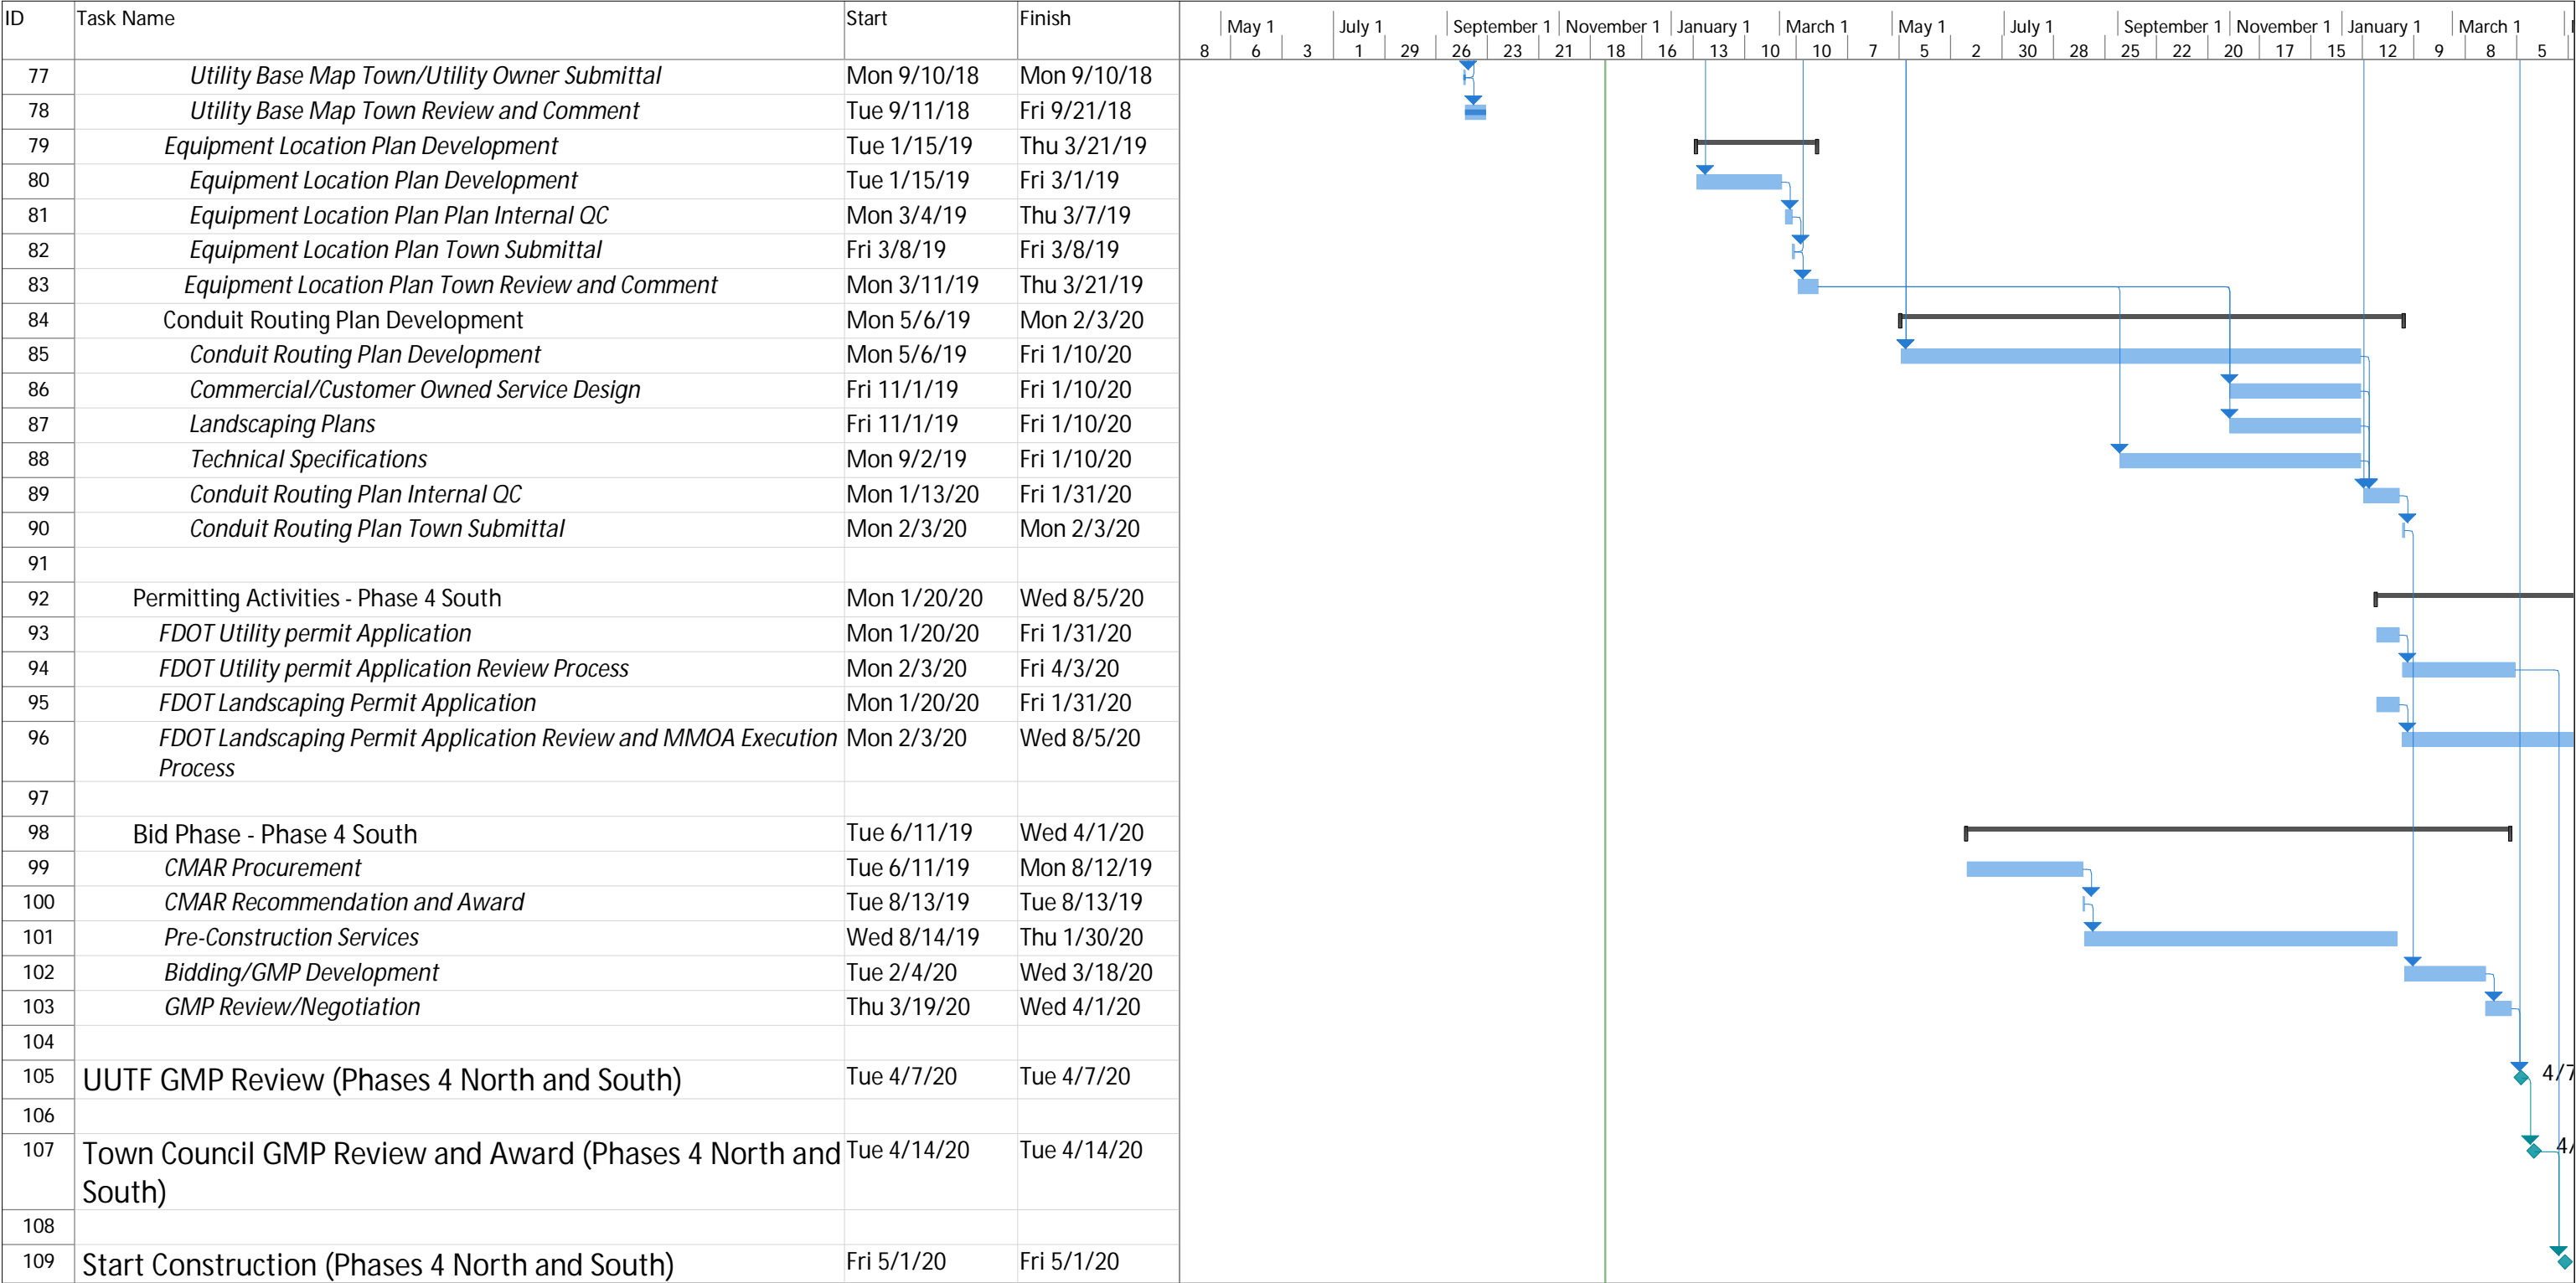 ID Task Name Start Finish
May 1 July 1 September 1 November 1 January 1 March 1 May 1 July 1 September 1 November 1 January 1 March 1
8 6 3 1 29 26 23 21 18 16 13 10 10 7 5 2 30 28 25 22 20 17 15 12 9 8 5
77 Utility Base Map Town/Utility Owner Submittal Mon 9/10/18 Mon 9/10/18
78 Utility Base Map Town Review and Comment Tue 9/11/18 Fri 9/21/18
79 Equipment Location Plan Development Tue 1/15/19 Thu 3/21/19
80 Equipment Location Plan Development Tue 1/15/19 Fri 3/1/19
81 Equipment Location Plan Plan Internal QC Mon 3/4/19 Thu 3/7/19
82 Equipment Location Plan Town Submittal Fri 3/8/19 Fri 3/8/19
83 Equipment Location Plan Town Review and Comment Mon 3/11/19 Thu 3/21/19
84 Conduit Routing Plan Development Mon 5/6/19 Mon 2/3/20
85 Conduit Routing Plan Development Mon 5/6/19 Fri 1/10/20
86 Commercial/Customer Owned Service Design Fri 11/1/19 Fri 1/10/20
87 Landscaping Plans Fri 11/1/19 Fri 1/10/20
88 Technical Specifications Mon 9/2/19 Fri 1/10/20
89 Conduit Routing Plan Internal QC Mon 1/13/20 Fri 1/31/20
90 Conduit Routing Plan Town Submittal Mon 2/3/20 Mon 2/3/20
91
92 Permitting Activities - Phase 4 South Mon 1/20/20 Wed 8/5/20
93 FDOT Utility permit Application Mon 1/20/20 Fri 1/31/20
94 FDOT Utility permit Application Review Process Mon 2/3/20 Fri 4/3/20
95 FDOT Landscaping Permit Application Mon 1/20/20 Fri 1/31/20
96 FDOT Landscaping Permit Application Review and MMOA Execution Mon 2/3/20 Wed 8/5/20
Process
97
98 Bid Phase - Phase 4 South Tue 6/11/19 Wed 4/1/20
99 CMAR Procurement Tue 6/11/19 Mon 8/12/19
100 CMAR Recommendation and Award Tue 8/13/19 Tue 8/13/19
101 Pre-Construction Services Wed 8/14/19 Thu 1/30/20
102 Bidding/GMP Development Tue 2/4/20 Wed 3/18/20
103 GMP Review/Negotiation Thu 3/19/20 Wed 4/1/20
104
105 UUTF GMP Review (Phases 4 North and South) Tue 4/7/20 Tue 4/7/20 4/7
106
107 Town Council GMP Review and Award (Phases 4 North and Tue 4/14/20 Tue 4/14/20 4/
South)
108
109 Start Construction (Phases 4 North and South) Fri 5/1/20 Fri 5/1/20